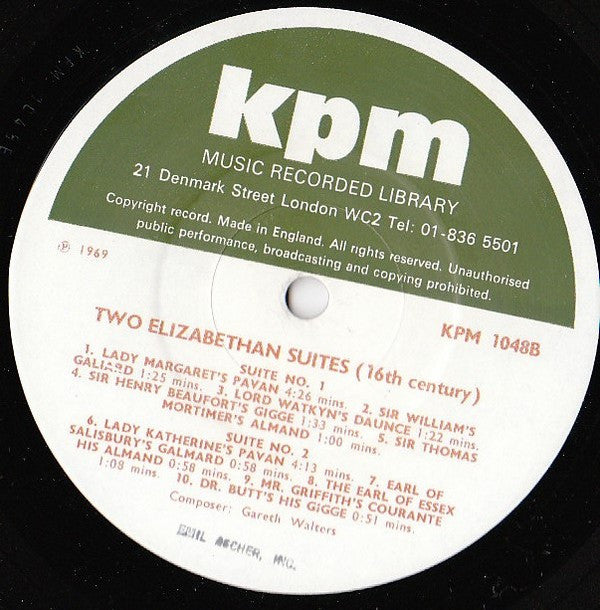 kpm
MUSIC RECORDED LIBRARY
21 Denmark Street London WC2 Tel: 01-836 5501
Copyright record. Made in England. All rights reserved. Unauthorised
public performance, broadcasting and copying prohibited.
℗ 1969
KPM 1048B
TWO ELIZABETHAN SUITES (16th century)
SUITE NO. 1
1. LADY MARGARET'S PAVAN 4:26 mins. 2. SIR WILLIAM'S
GALIARD 1:25 mins. 3. LORD WATKYN'S DAUNCE 1:22 mins.
4. SIR HENRY BEAUFORT'S GIGGE 1:33 mins. 5. SIR THOMAS
MORTIMER'S ALMAND 1:00 mins.
SUITE NO. 2
6. LADY KATHERINE'S PAVAN 4:13 mins. 7. EARL OF
SALISBURY'S GALMARD 0:58 mins. 8. THE EARL OF ESSEX
HIS ALMAND 0:58 mins. 9. MR. GRIFFITH'S COURANTE
1:08 mins. 10. DR. BUTT'S HIS GIGGE 0:51 mins.
Composer: Gareth Walters
EMIL ASCHER, INC.